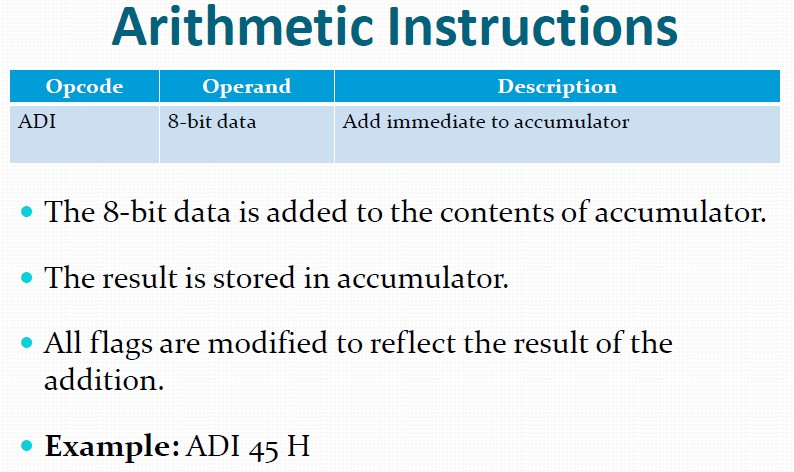 Arithmetic Instructions
Opcode Operand Description
ADI 8-bit data Add immediate to accumulator
• The 8-bit data is added to the contents of accumulator.
• The result is stored in accumulator.
• All flags are modified to reflect the result of the
addition.
• Example: ADI 45 H